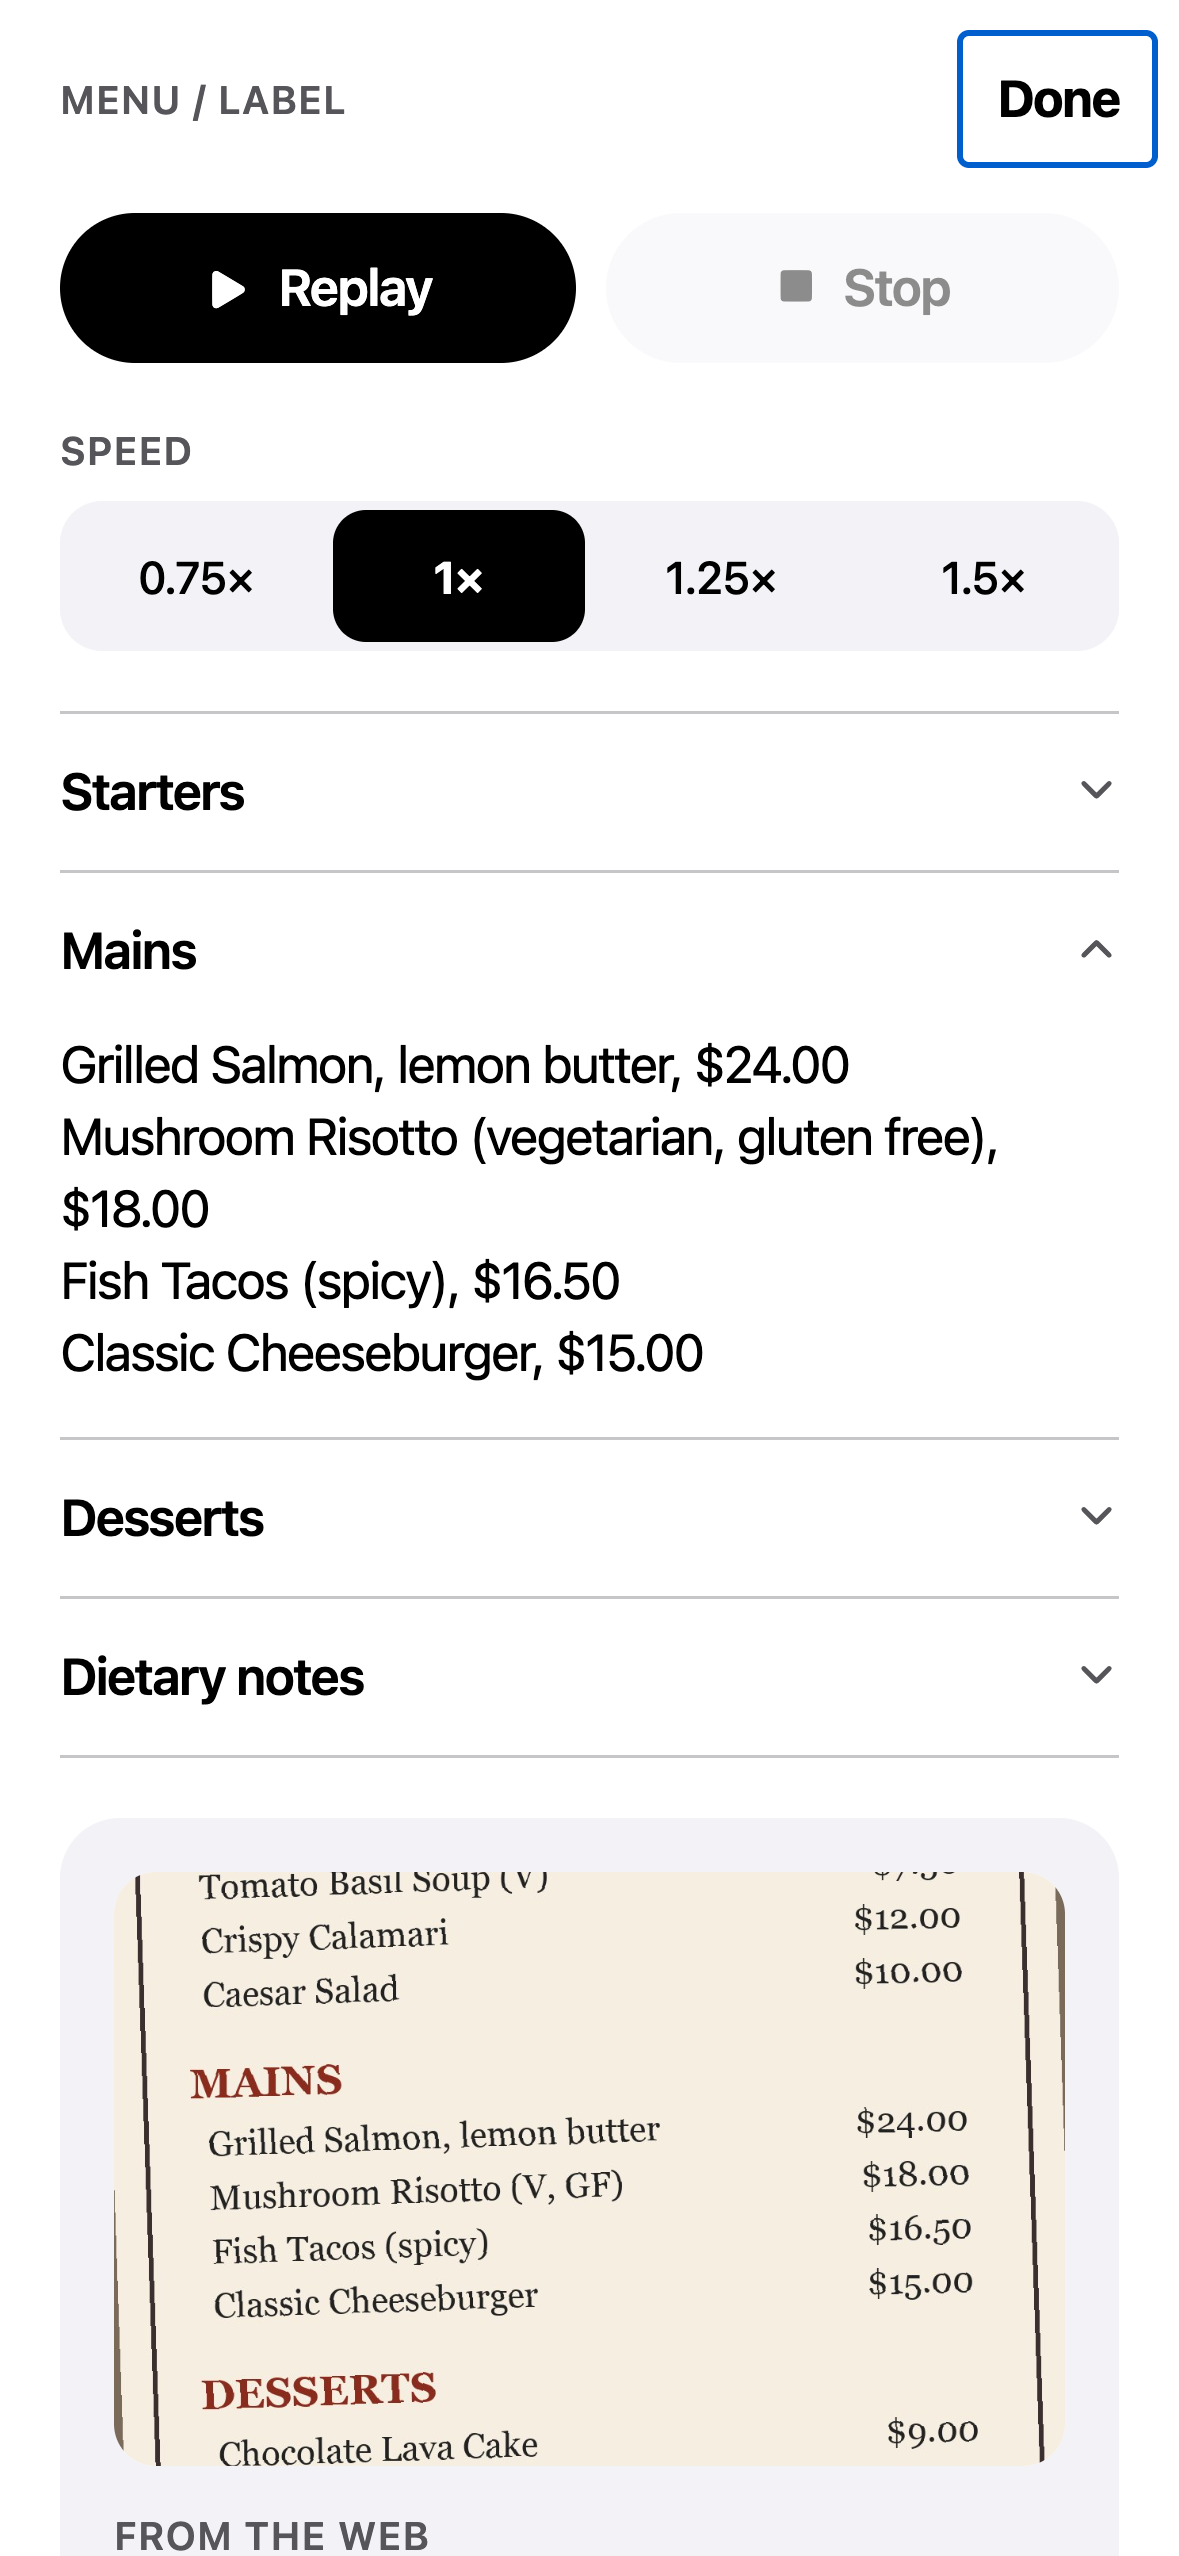 MENU / LABEL
Done
Replay
Stop
SPEED
0.75×
1×
1.25×
1.5×
Starters
Mains
Grilled Salmon, lemon butter, $24.00
Mushroom Risotto (vegetarian, gluten free),
$18.00
Fish Tacos (spicy), $16.50
Classic Cheeseburger, $15.00
Desserts
Dietary notes
Tomato Basil Soup (V)
Crispy Calamari $12.00
Caesar Salad $10.00
MAINS
Grilled Salmon, lemon butter $24.00
Mushroom Risotto (V, GF) $18.00
Fish Tacos (spicy) $16.50
Classic Cheeseburger $15.00
DESSERTS
Chocolate Lava Cake $9.00
FROM THE WEB